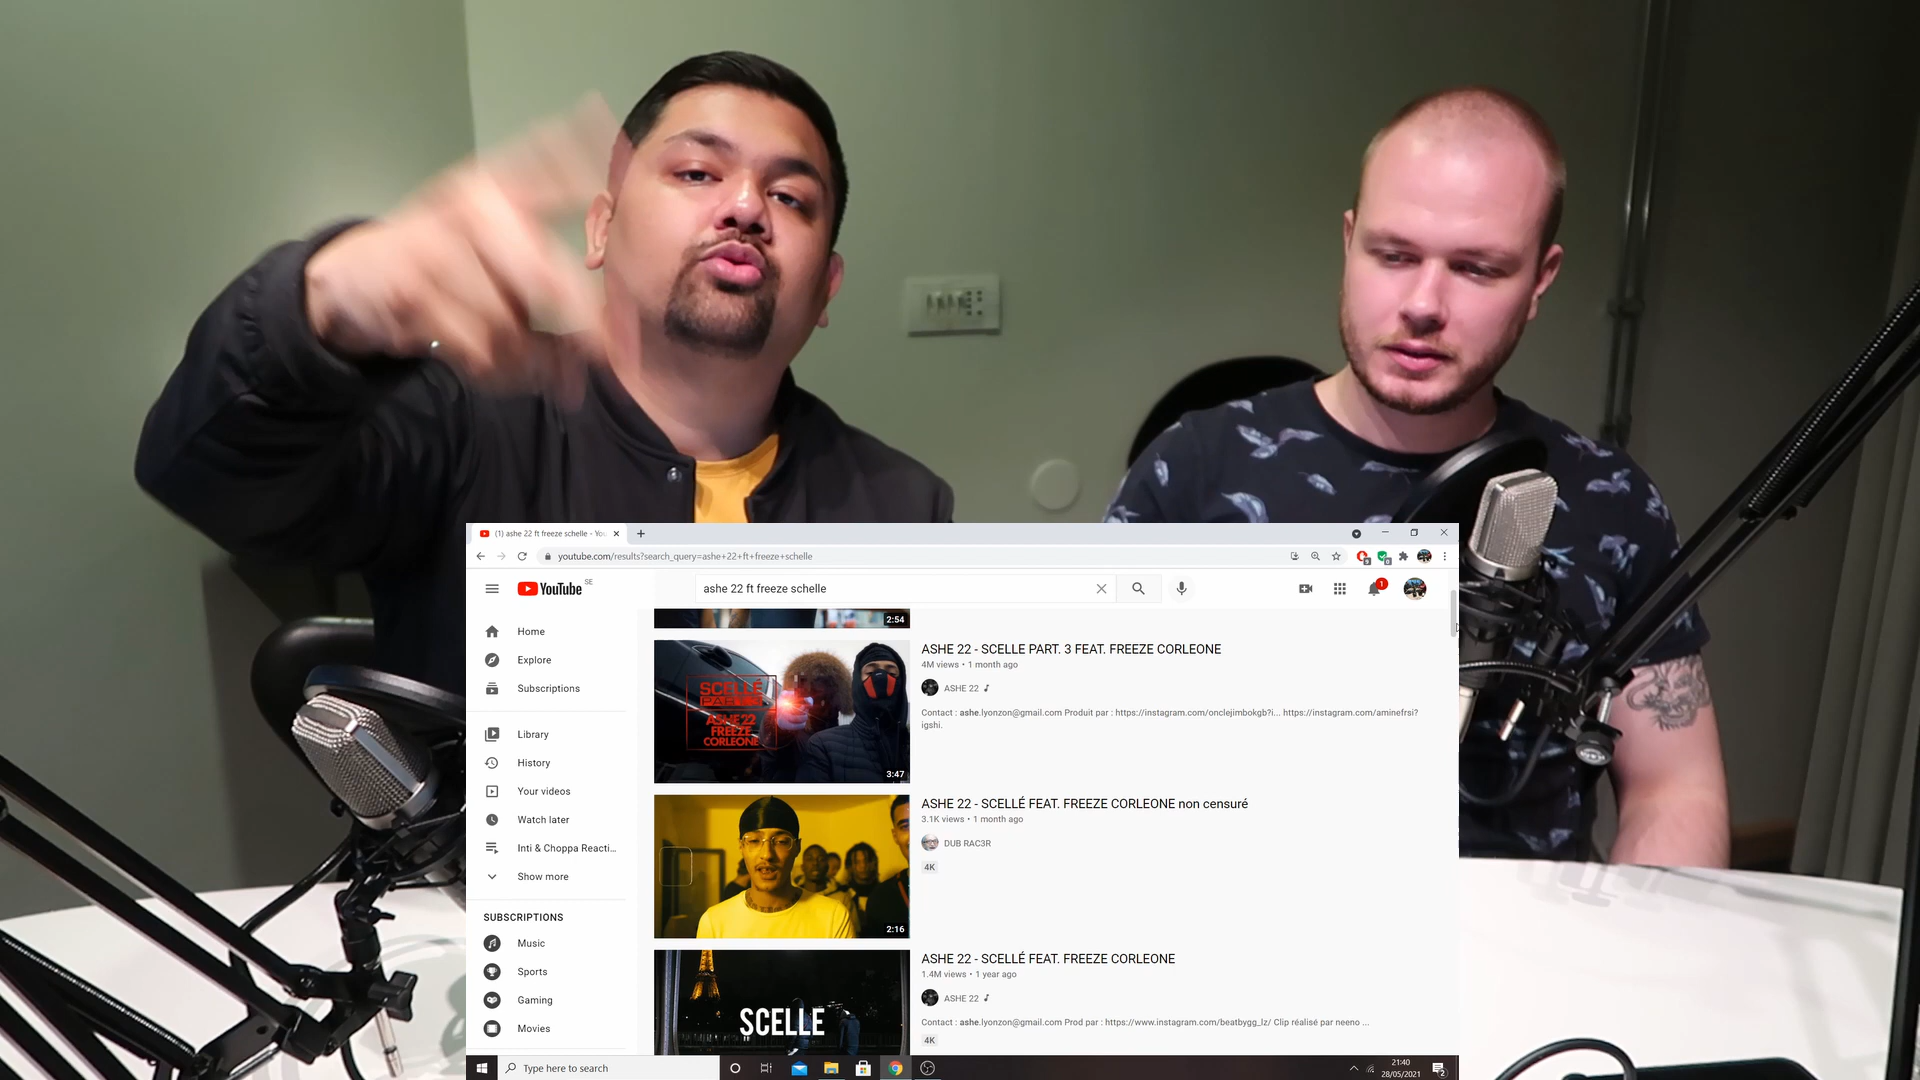 (1) ashe 22 ft freeze schelle - You
youtube.com/results?search_query=ashe+22+ft+freeze+schelle
YouTube SE
ashe 22 ft freeze schelle
1
Home
Explore
Subscriptions
Library
History
Your videos
Watch later
Inti & Choppa Reacti...
Show more
SUBSCRIPTIONS
Music
Sports
Gaming
Movies
2:54
SCELLÉ
PART.3
ASHE 22
FREEZE
CORLEONE
3:47
ASHE 22 - SCELLE PART. 3 FEAT. FREEZE CORLEONE
4M views • 1 month ago
ASHE 22
Contact : ashe.lyonzon@gmail.com Produit par : https://instagram.com/onclejimbokgb?i... https://instagram.com/aminefrsi?
igshi.
2:16
ASHE 22 - SCELLÉ FEAT. FREEZE CORLEONE non censuré
3.1K views • 1 month ago
DUB RAC3R
4K
SCELLE
ASHE 22 - SCELLÉ FEAT. FREEZE CORLEONE
1.4M views • 1 year ago
ASHE 22
Contact : ashe.lyonzon@gmail.com Prod par : https://www.instagram.com/beatbygg_lz/ Clip réalisé par neeno ...
4K
Type here to search
21:40
28/05/2021
2